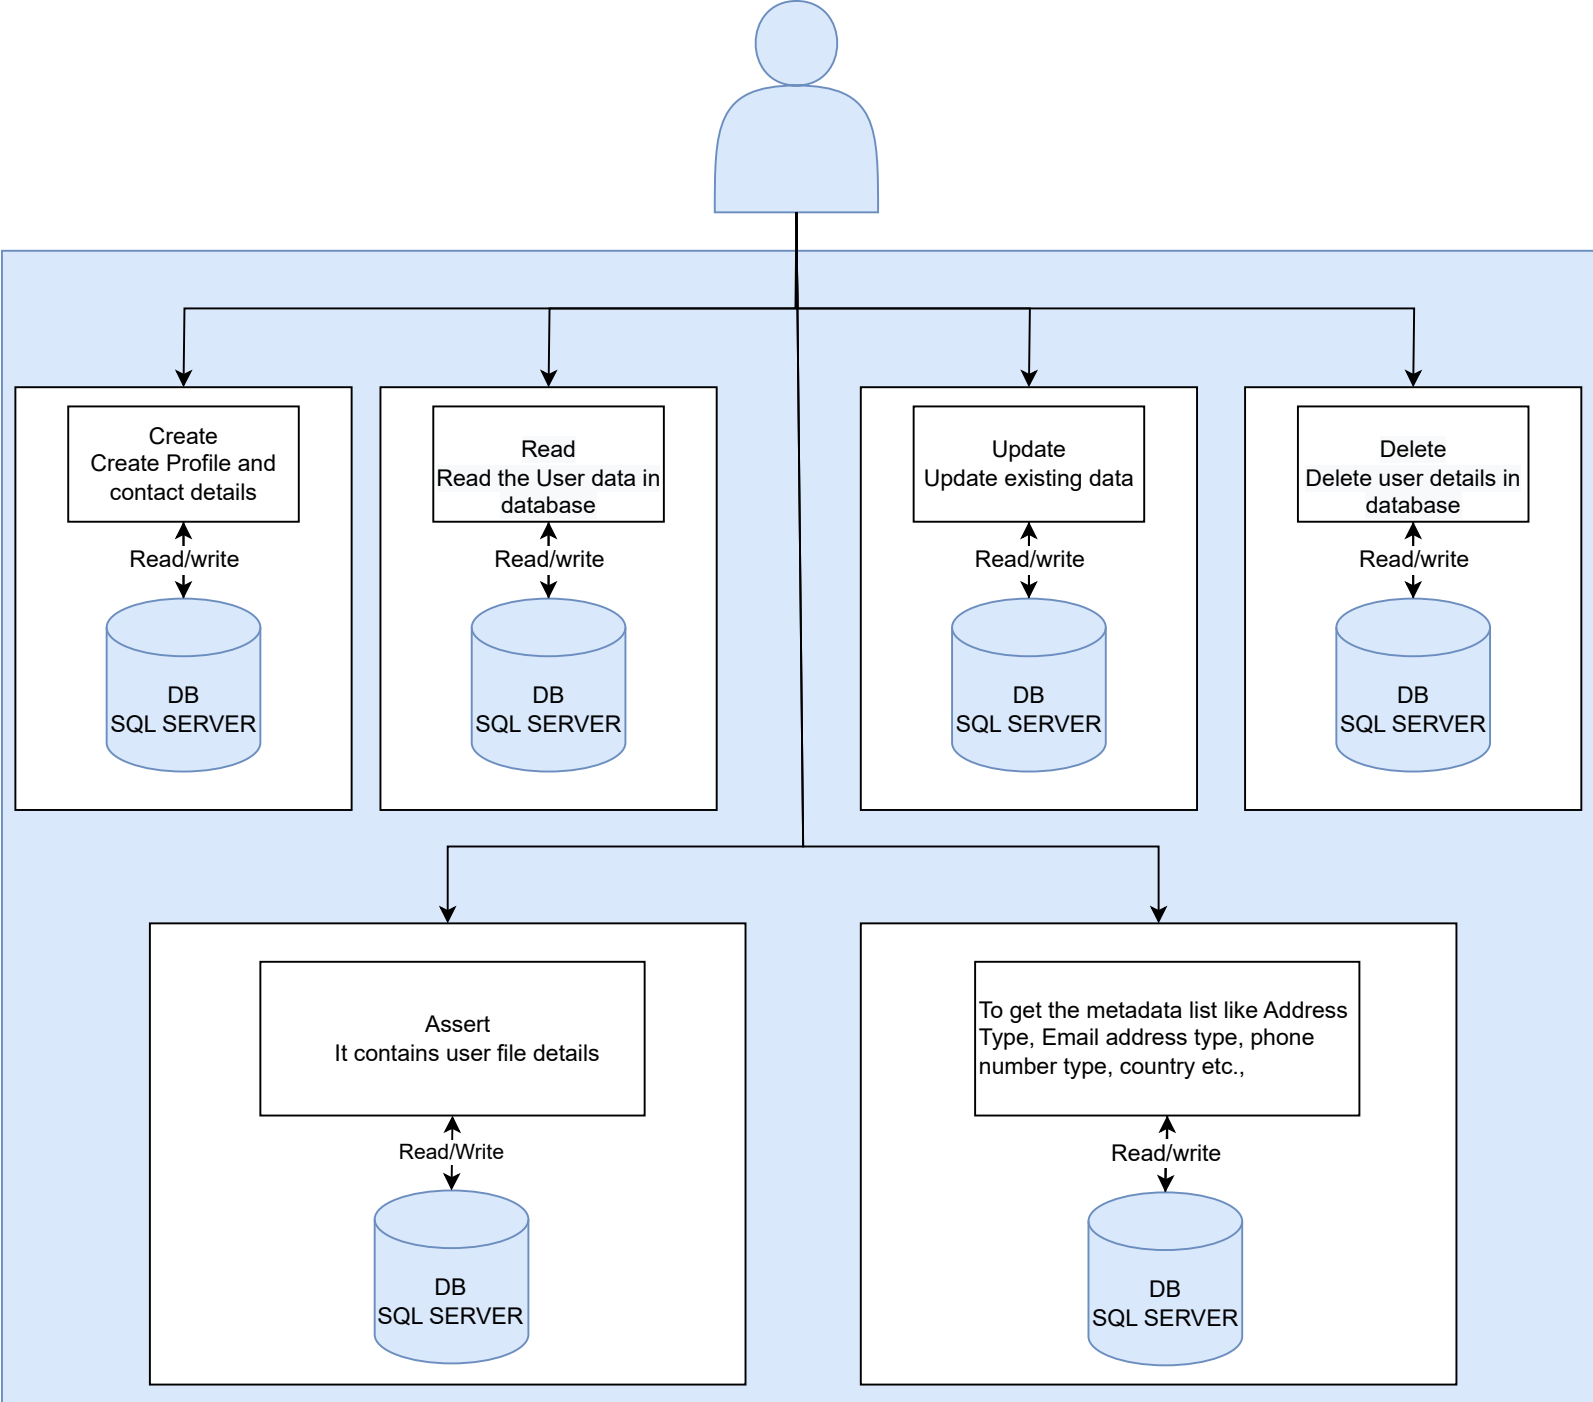 Create
Create Profile and
contact details
Read/write
DB
SQL SERVER
Read
Read the User data in
database
Read/write
DB
SQL SERVER
Update
Update existing data
Read/write
DB
SQL SERVER
Delete
Delete user details in
database
Read/write
DB
SQL SERVER
Assert
It contains user file details
Read/Write
DB
SQL SERVER
To get the metadata list like Address
Type, Email address type, phone
number type, country etc.,
Read/write
DB
SQL SERVER